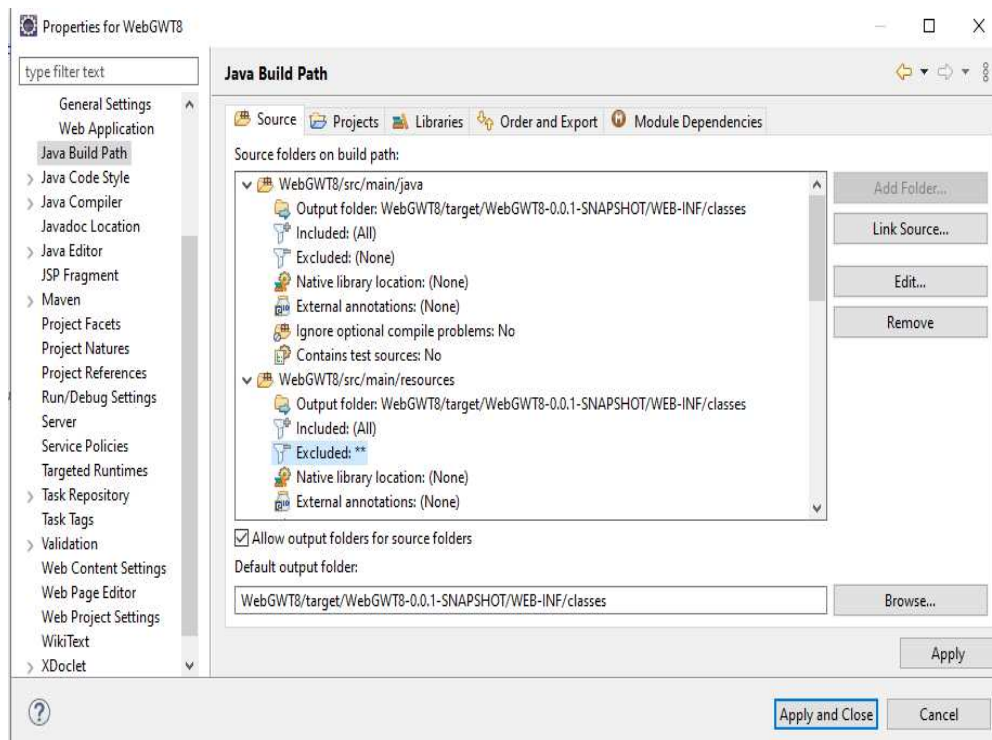 Properties for WebGWT8
type filter text
General Settings
Web Application
Java Build Path
Java Code Style
Java Compiler
Javadoc Location
Java Editor
JSP Fragment
Maven
Project Facets
Project Natures
Project References
Run/Debug Settings
Server
Service Policies
Targeted Runtimes
Task Repository
Task Tags
Validation
Web Content Settings
Web Page Editor
Web Project Settings
WikiText
XDoclet
Java Build Path
Source Projects Libraries Order and Export Module Dependencies
Source folders on build path:
WebGWT8/src/main/java
Output folder: WebGWT8/target/WebGWT8-0.0.1-SNAPSHOT/WEB-INF/classes
Included: (All)
Excluded: (None)
Native library location: (None)
External annotations: (None)
Ignore optional compile problems: No
Contains test sources: No
WebGWT8/src/main/resources
Output folder: WebGWT8/target/WebGWT8-0.0.1-SNAPSHOT/WEB-INF/classes
Included: (All)
Excluded: **
Native library location: (None)
External annotations: (None)
Add Folder...
Link Source...
Edit...
Remove
Allow output folders for source folders
Default output folder:
WebGWT8/target/WebGWT8-0.0.1-SNAPSHOT/WEB-INF/classes
Browse...
Apply
?
Apply and Close
Cancel